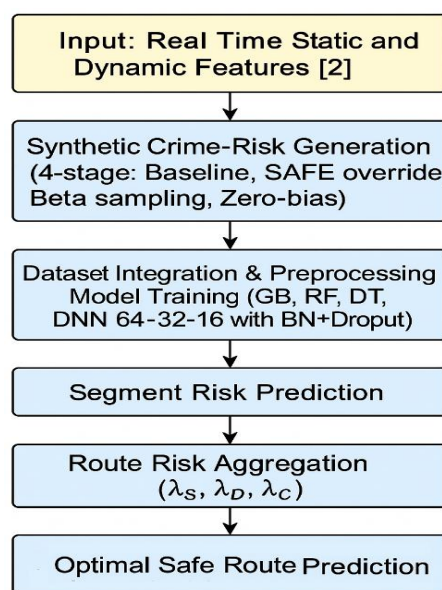 Input: Real Time Static and
Dynamic Features [2]
Synthetic Crime-Risk Generation
(4-stage: Baseline, SAFE override
Beta sampling, Zero-bias)
Dataset Integration & Preprocessing
Model Training (GB, RF, DT,
DNN 64-32-16 with BN+Droput)
Segment Risk Prediction
Route Risk Aggregation
(λS, λD, λC)
Optimal Safe Route Prediction